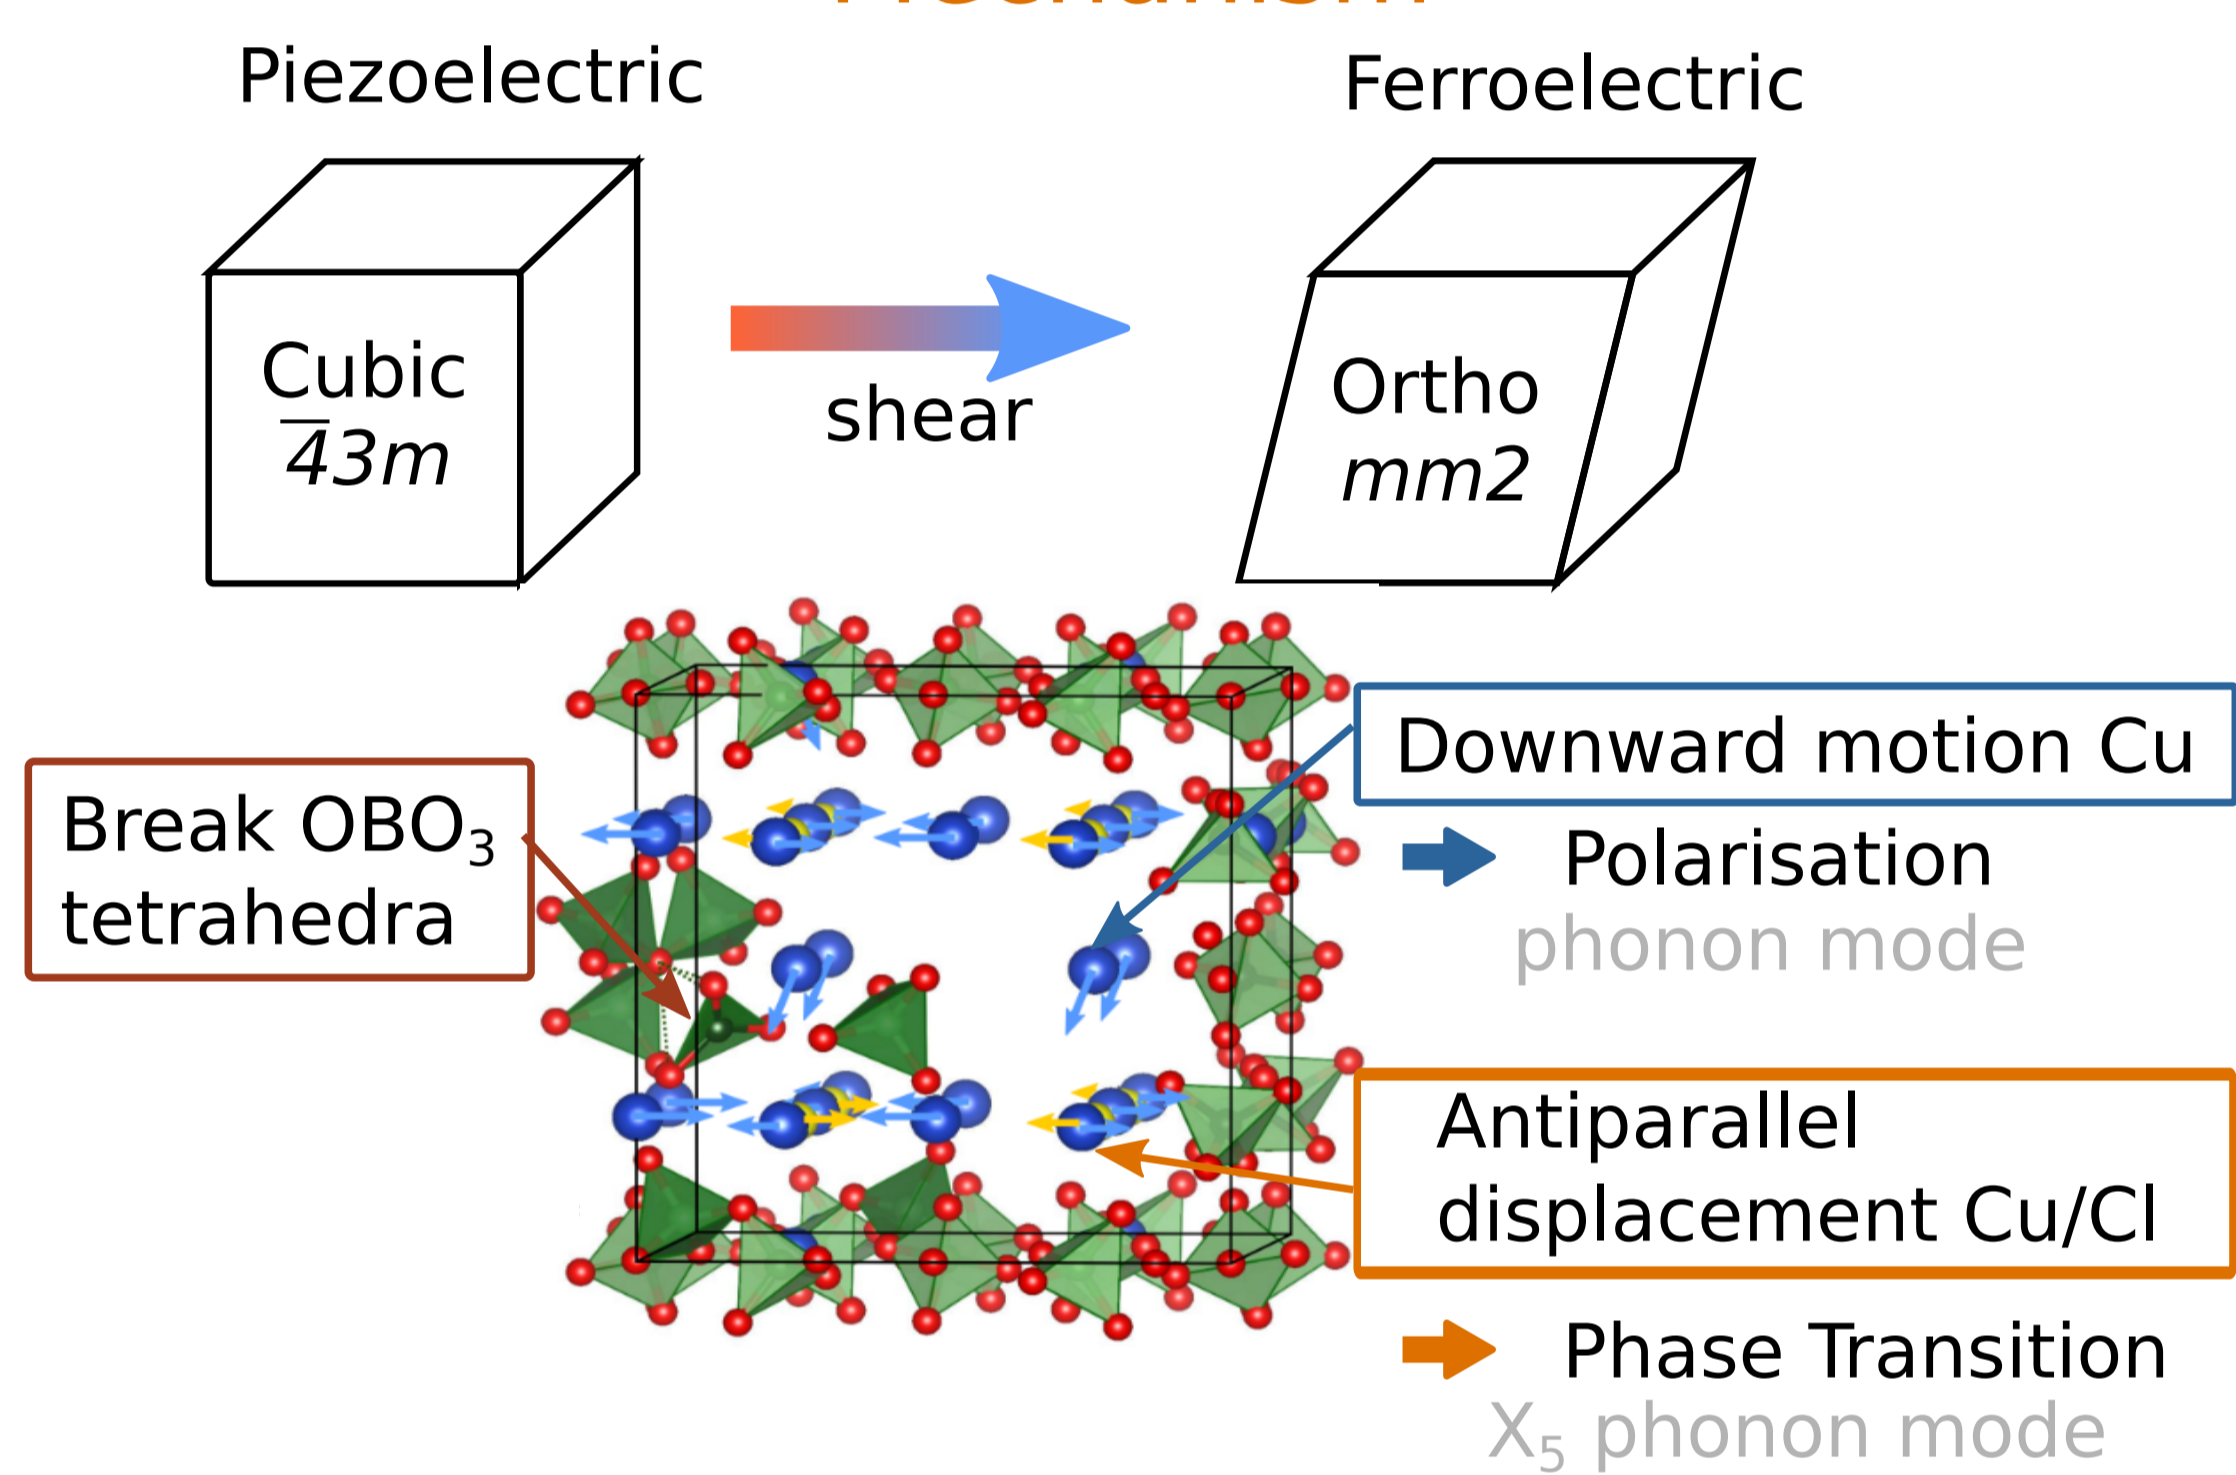 Piezoelectric
Ferroelectric
Cubic
4̅3m
shear
Ortho
mm2
Break OBO₃
tetrahedra
Downward motion Cu
Polarisation
phonon mode
Antiparallel
displacement Cu/Cl
Phase Transition
X₅ phonon mode